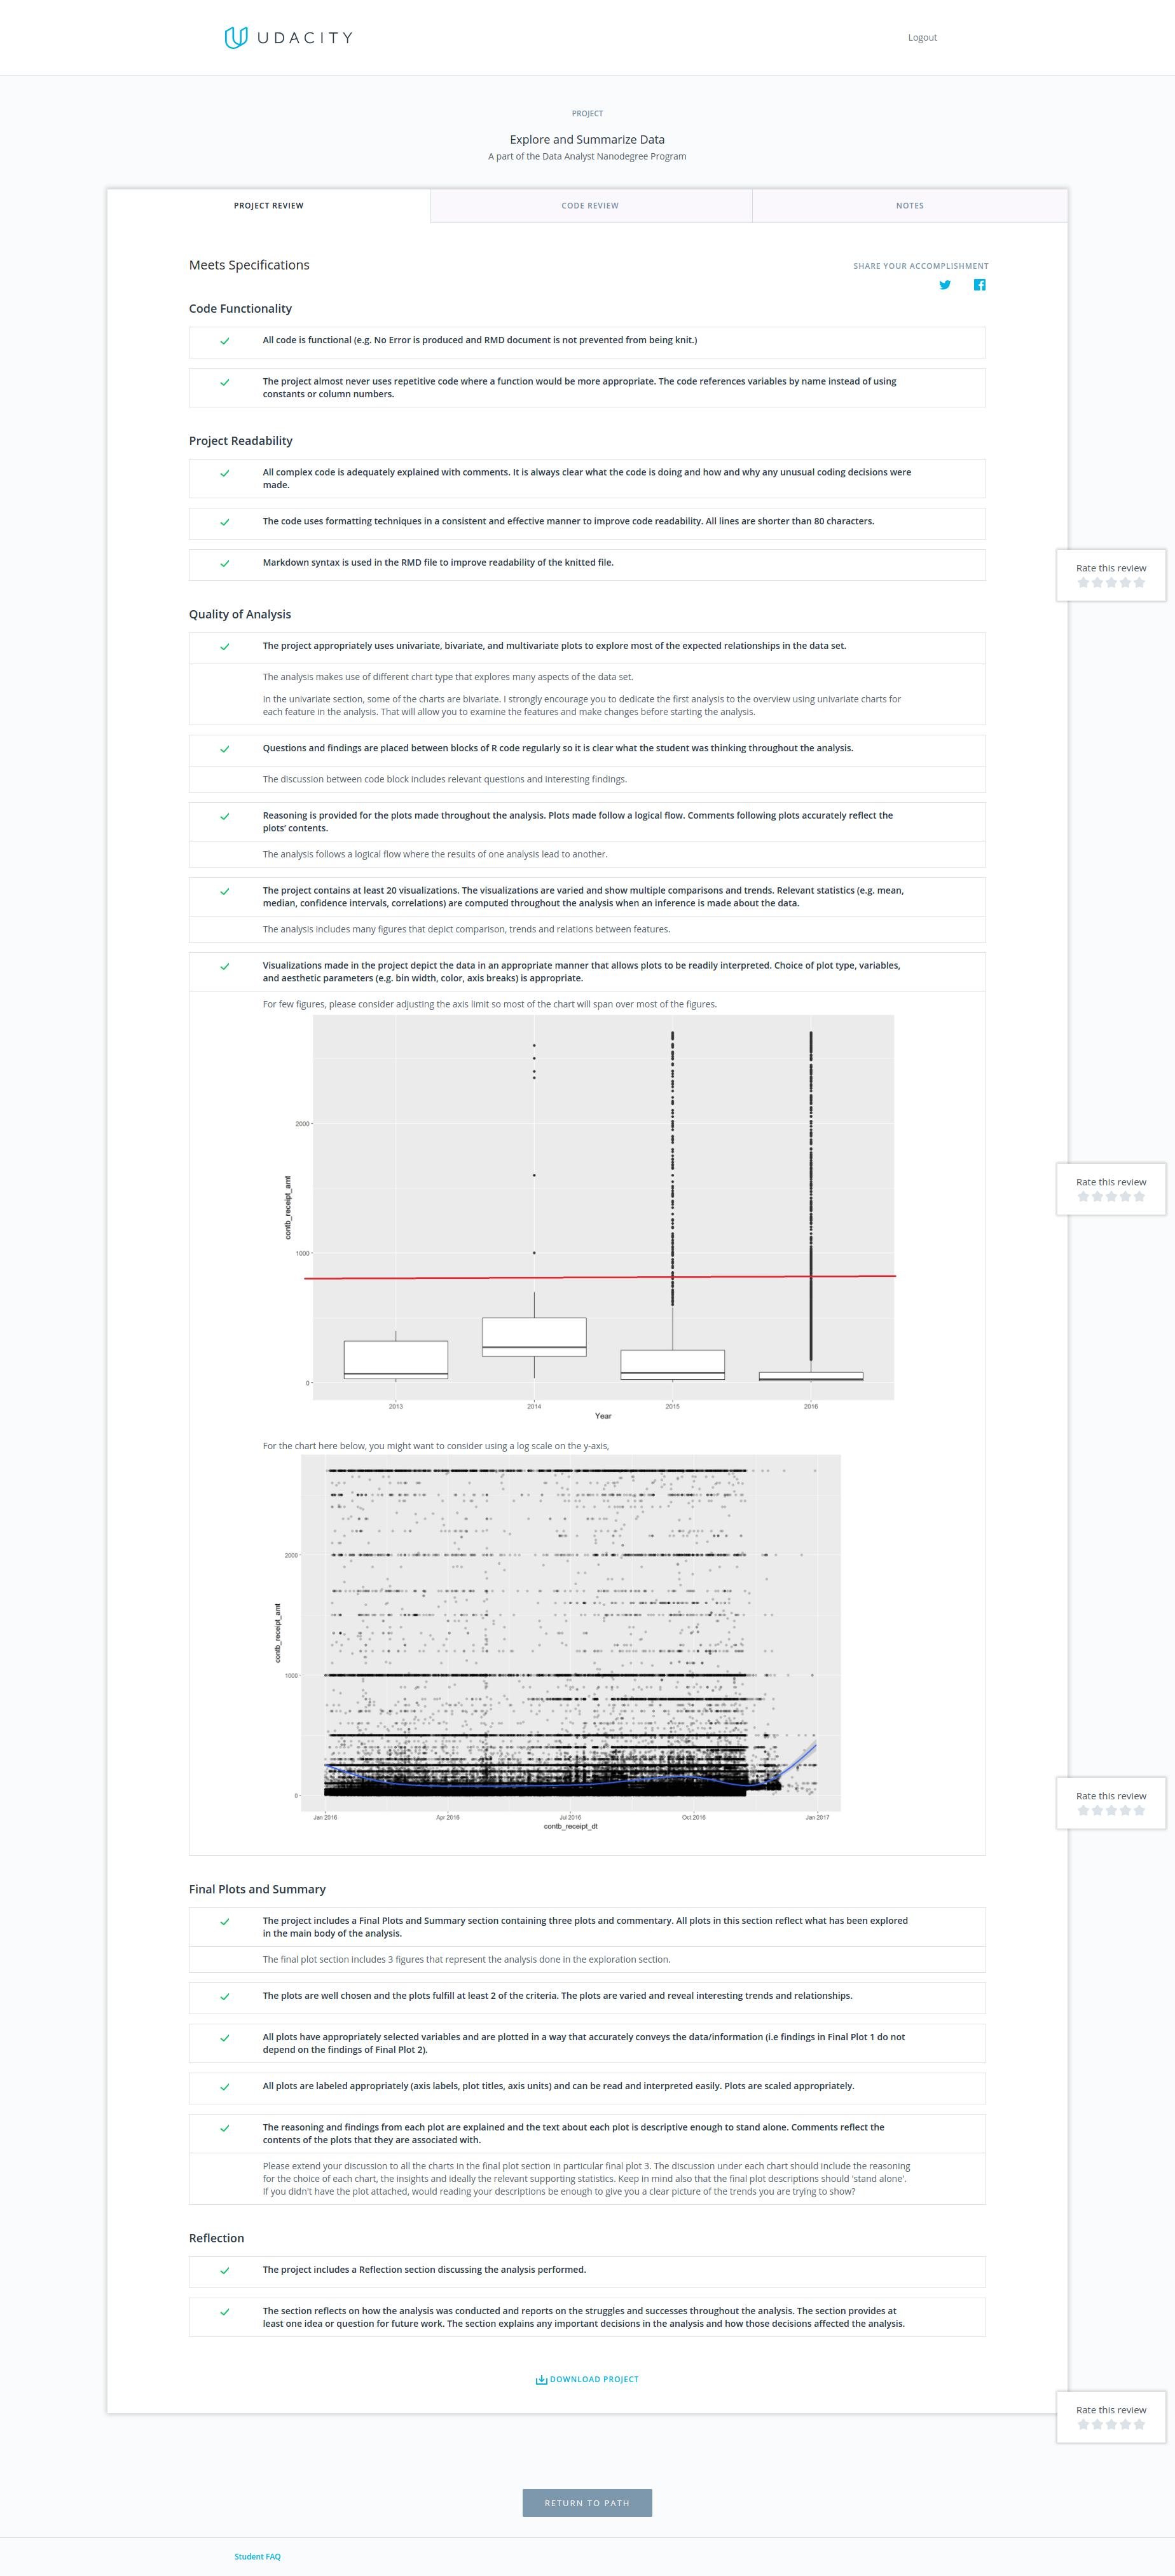 UDACITY
Logout
PROJECT
Explore and Summarize Data
A part of the Data Analyst Nanodegree Program
PROJECT REVIEW
CODE REVIEW
NOTES
Meets Specifications
SHARE YOUR ACCOMPLISHMENT
Code Functionality
All code is functional (e.g. No Error is produced and RMD document is not prevented from being knit.)
The project almost never uses repetitive code where a function would be more appropriate. The code references variables by name instead of using
constants or column numbers.
Project Readability
All complex code is adequately explained with comments. It is always clear what the code is doing and how and why any unusual coding decisions were
made.
The code uses formatting techniques in a consistent and effective manner to improve code readability. All lines are shorter than 80 characters.
Markdown syntax is used in the RMD file to improve readability of the knitted file.
Rate this review
Quality of Analysis
The project appropriately uses univariate, bivariate, and multivariate plots to explore most of the expected relationships in the data set.
The analysis makes use of different chart type that explores many aspects of the data set.
In the univariate section, some of the charts are bivariate. I strongly encourage you to dedicate the first analysis to the overview using univariate charts for
each feature in the analysis. That will allow you to examine the features and make changes before starting the analysis.
Questions and findings are placed between blocks of R code regularly so it is clear what the student was thinking throughout the analysis.
The discussion between code block includes relevant questions and interesting findings.
Reasoning is provided for the plots made throughout the analysis. Plots made follow a logical flow. Comments following plots accurately reflect the
plots' contents.
The analysis follows a logical flow where the results of one analysis lead to another.
The project contains at least 20 visualizations. The visualizations are varied and show multiple comparisons and trends. Relevant statistics (e.g. mean,
median, confidence intervals, correlations) are computed throughout the analysis when an inference is made about the data.
The analysis includes many figures that depict comparison, trends and relations between features.
Visualizations made in the project depict the data in an appropriate manner that allows plots to be readily interpreted. Choice of plot type, variables,
and aesthetic parameters (e.g. bin width, color, axis breaks) is appropriate.
For few figures, please consider adjusting the axis limit so most of the chart will span over most of the figures.
2000
1000
0
contb_receipt_amt
2013
2014
2015
2016
Year
Rate this review
For the chart here below, you might want to consider using a log scale on the y-axis,
2000
1000
0
contb_receipt_amt
Jan 2016
Apr 2016
Jul 2016
Oct 2016
Jan 2017
contb_receipt_dt
Rate this review
Final Plots and Summary
The project includes a Final Plots and Summary section containing three plots and commentary. All plots in this section reflect what has been explored
in the main body of the analysis.
The final plot section includes 3 figures that represent the analysis done in the exploration section.
The plots are well chosen and the plots fulfill at least 2 of the criteria. The plots are varied and reveal interesting trends and relationships.
All plots have appropriately selected variables and are plotted in a way that accurately conveys the data/information (i.e findings in Final Plot 1 do not
depend on the findings of Final Plot 2).
All plots are labeled appropriately (axis labels, plot titles, axis units) and can be read and interpreted easily. Plots are scaled appropriately.
The reasoning and findings from each plot are explained and the text about each plot is descriptive enough to stand alone. Comments reflect the
contents of the plots that they are associated with.
Please extend your discussion to all the charts in the final plot section in particular final plot 3. The discussion under each chart should include the reasoning
for the choice of each chart, the insights and ideally the relevant supporting statistics. Keep in mind also that the final plot descriptions should 'stand alone'.
If you didn't have the plot attached, would reading your descriptions be enough to give you a clear picture of the trends you are trying to show?
Reflection
The project includes a Reflection section discussing the analysis performed.
The section reflects on how the analysis was conducted and reports on the struggles and successes throughout the analysis. The section provides at
least one idea or question for future work. The section explains any important decisions in the analysis and how those decisions affected the analysis.
DOWNLOAD PROJECT
Rate this review
RETURN TO PATH
Student FAQ